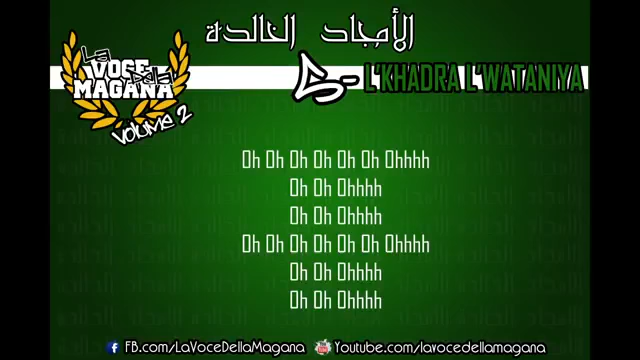 الأمجاد الخالدة
La
VOCE
Della
MAGANA
VOLUME 2
5- L'KHADRA L'WATANIYA
Oh Oh Oh Oh Oh Oh Ohhhh
Oh Oh Ohhhh
Oh Oh Ohhhh
Oh Oh Oh Oh Oh Oh Ohhhh
Oh Oh Ohhhh
Oh Oh Ohhhh
FB.com/LaVoceDellaMagana
Youtube.com/lavocedellamagana